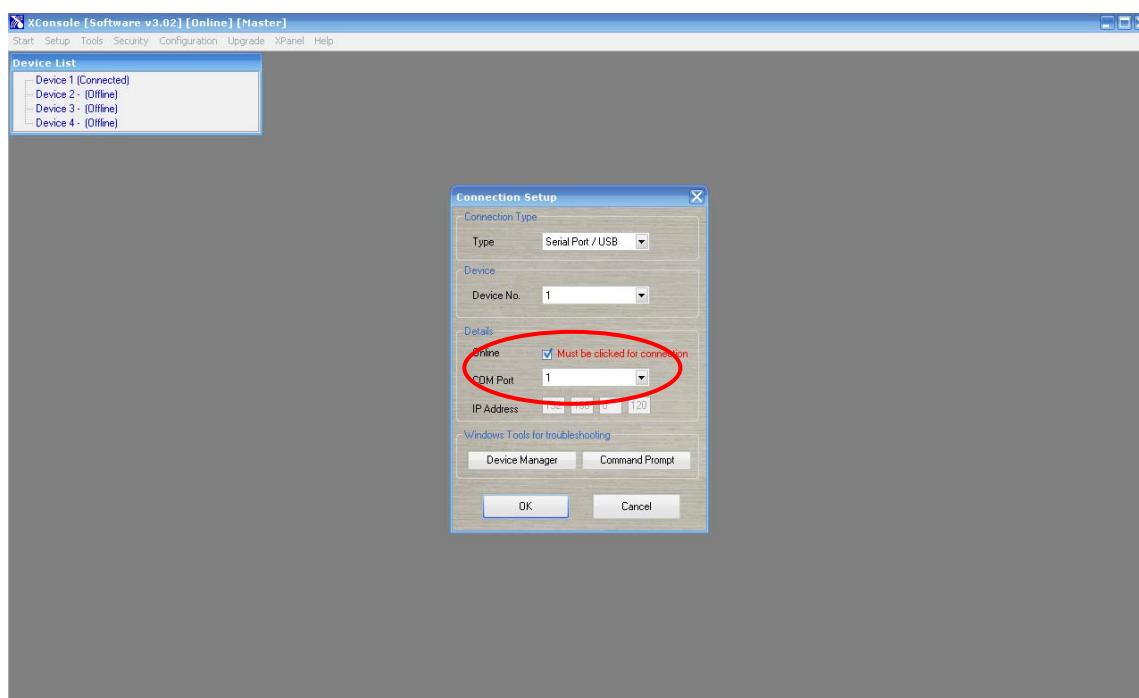 XConsole [Software v3.02] [Online] [Master]
Start Setup Tools Security Configuration Upgrade XPanel Help
Device List
Device 1 (Connected)
Device 2 - (Offline)
Device 3 - (Offline)
Device 4 - (Offline)
Connection Setup
Connection Type
Type Serial Port / USB
Device
Device No. 1
Details
Online Must be clicked for connection
COM Port 1
IP Address 192 168 0 120
Windows Tools for troubleshooting
Device Manager Command Prompt
OK Cancel